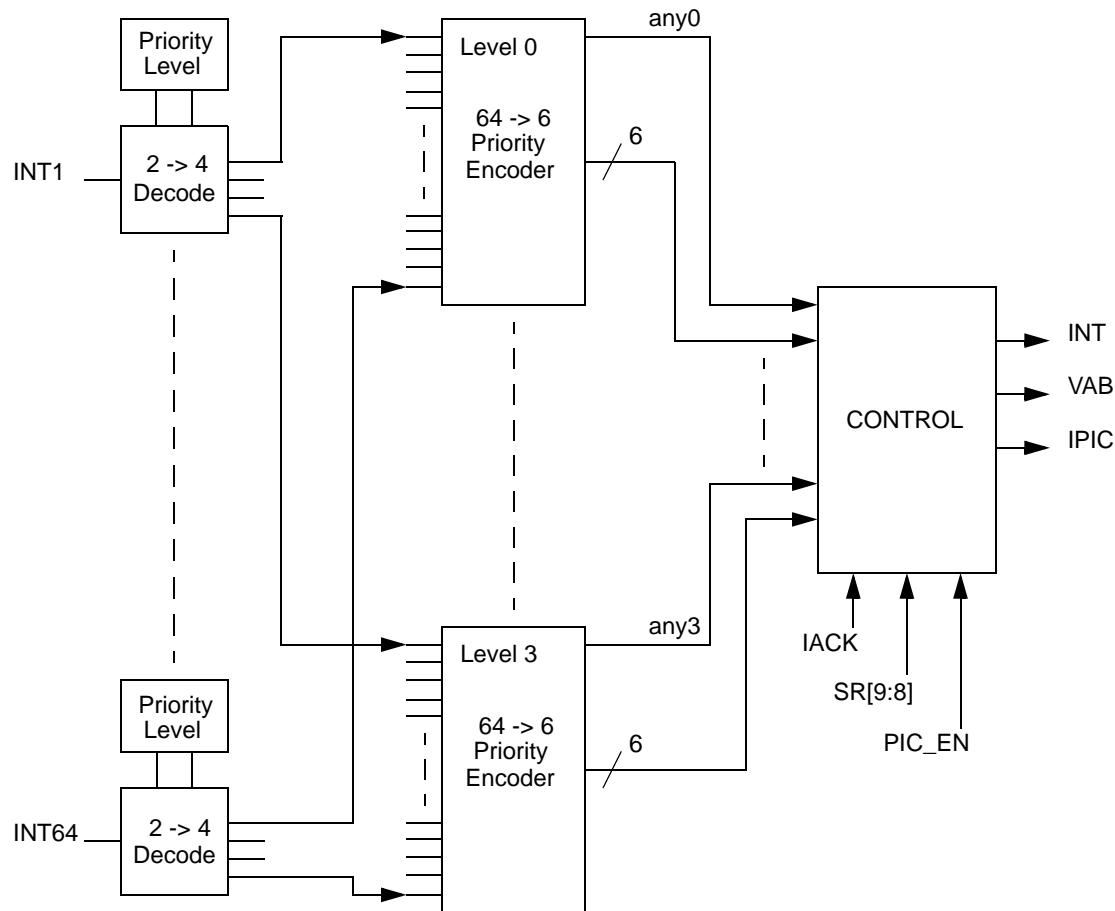 Priority
Level
INT1
2 -> 4
Decode
Level 0
64 -> 6
Priority
Encoder
any0
6
CONTROL
INT
VAB
IPIC
IACK
SR[9:8]
PIC_EN
Priority
Level
INT64
2 -> 4
Decode
Level 3
64 -> 6
Priority
Encoder
any3
6